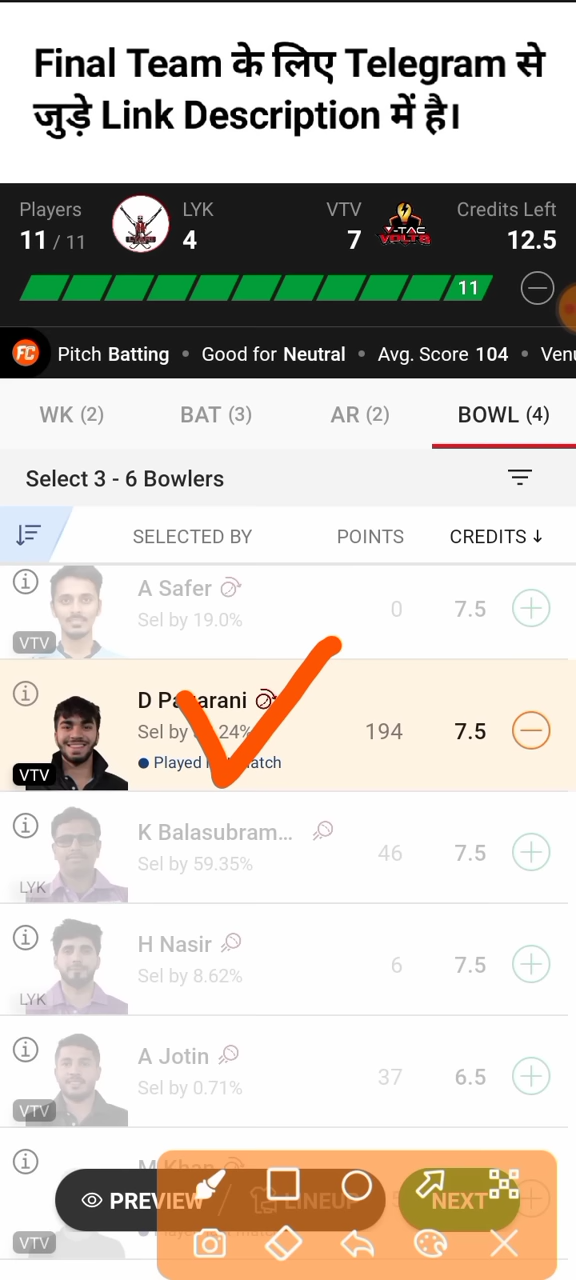 Final Team के लिए Telegram से
जुड़े Link Description में है।
Players LYK VTV Credits Left
11 / 11 4 7 V-TAC VOLTS 12.5
11
FC Pitch Batting • Good for Neutral • Avg. Score 104 •
WK (2) BAT (3) AR (2) BOWL (4)
Select 3 - 6 Bowlers
SELECTED BY POINTS CREDITS ↓
A Safer
Sel by 19.0% 0 7.5
VTV
D
Sel by 194 7.5
Played
VTV
K Balasubram...
Sel by 59.35% 46 7.5
LYK
H Nasir
Sel by 8.62% 6 7.5
LYK
A Jotin
Sel by 0.71% 37 6.5
VTV
M Khan
PREVIEW / LINEUP NEXT
VTV